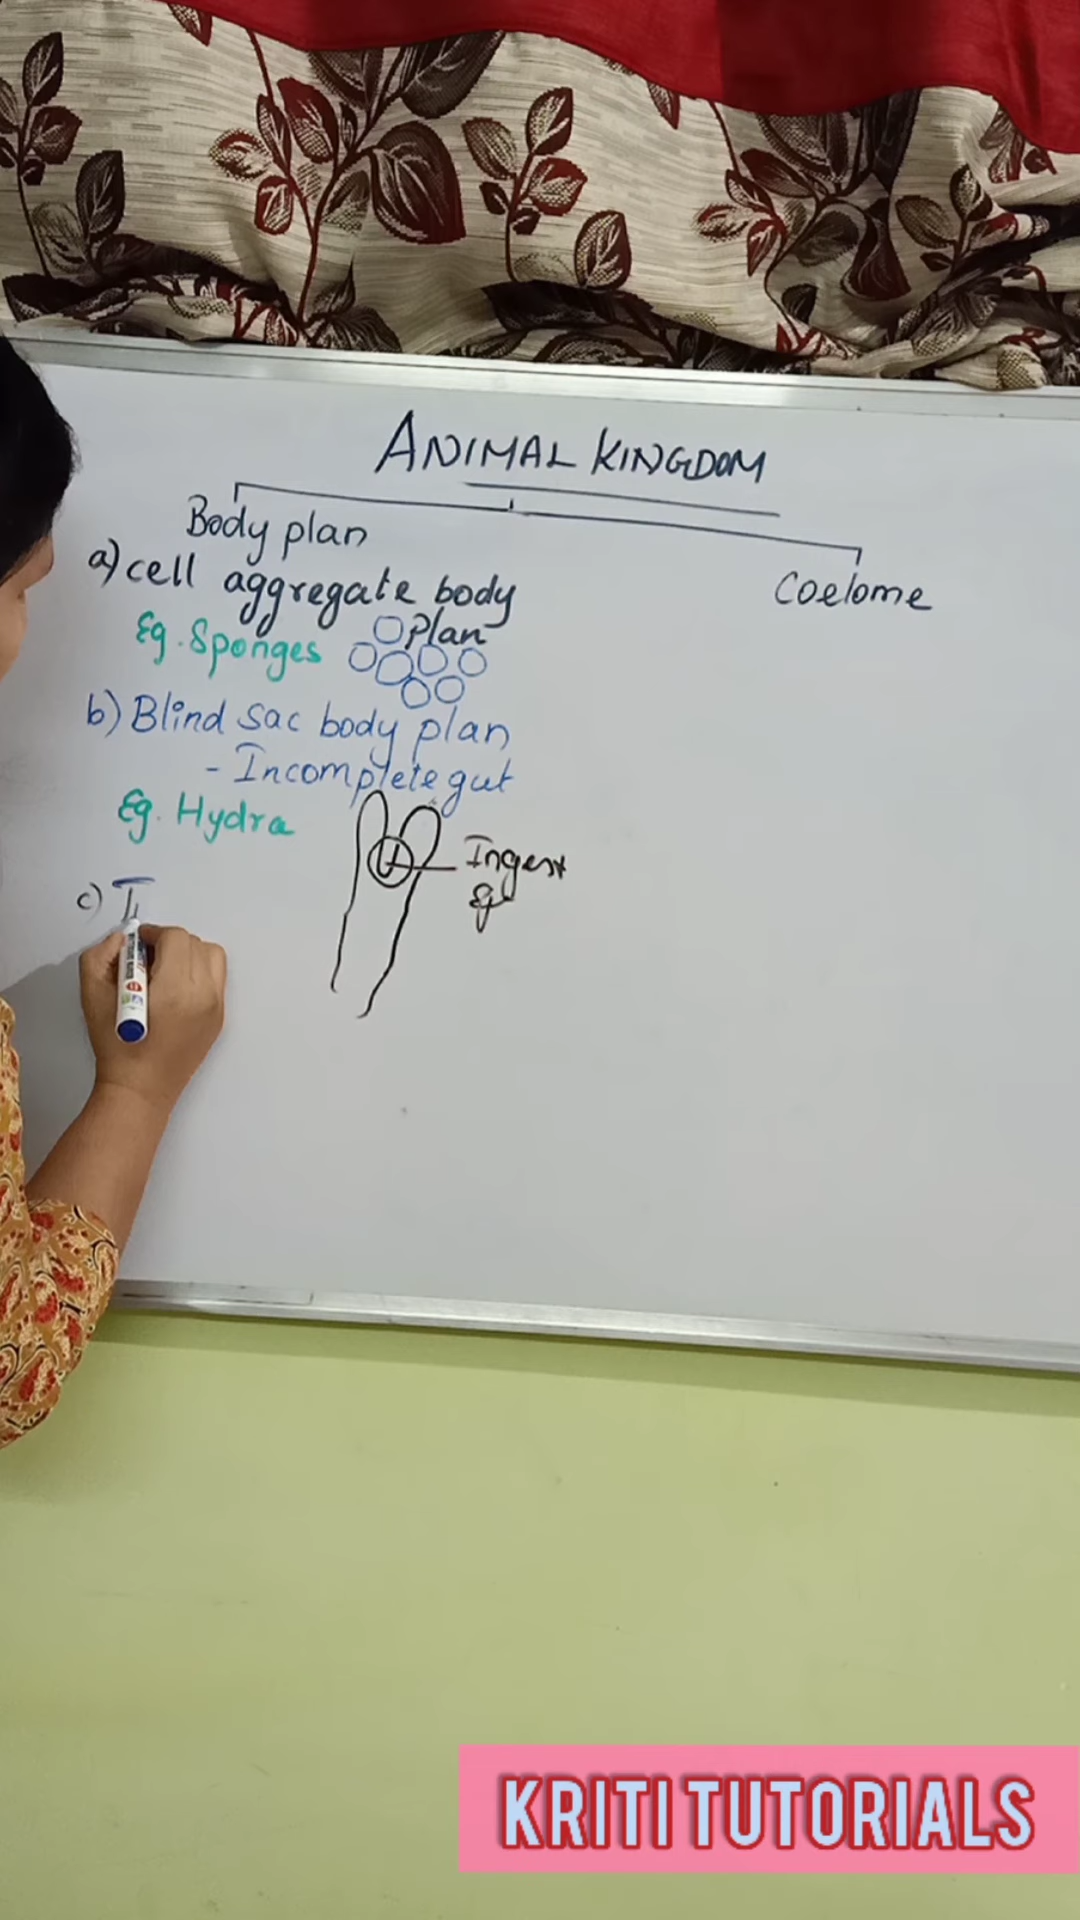 ANIMAL KINGDOM
Body plan
Coelome
a) cell aggregate body
plan
Eg. Sponges
b) Blind sac body plan
- Incomplete gut
Eg. Hydra
Ingest
Eg
c) T
KRITI TUTORIALS